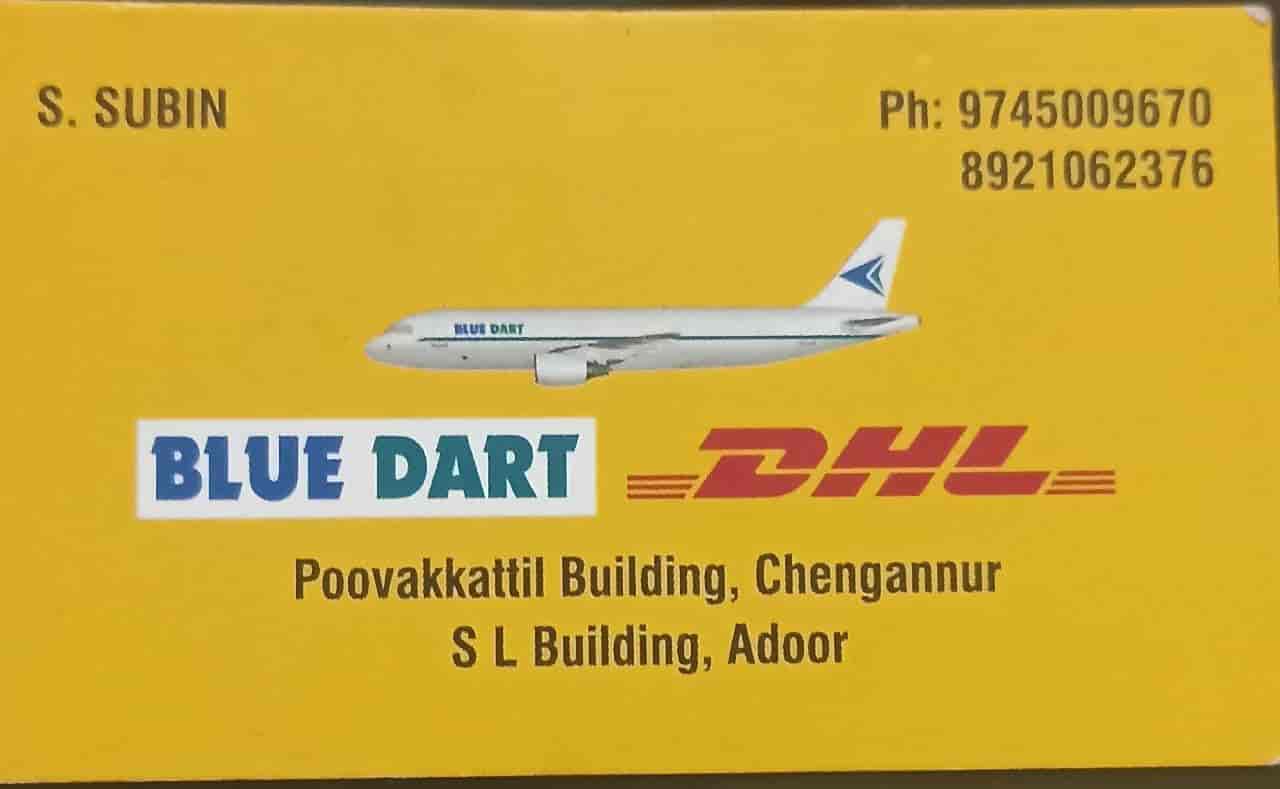 S. SUBIN
Ph: 9745009670
8921062376
BLUE DART
BLUE DART
DHL
Poovakkattil Building, Chengannur
S L Building, Adoor